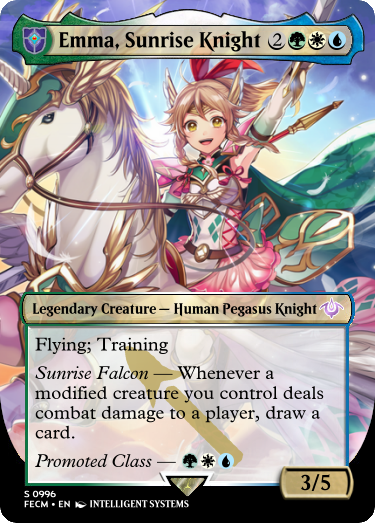 Emma, Sunrise Knight 2
Legendary Creature — Human Pegasus Knight
Flying; Training
Sunrise Falcon — Whenever a
modified creature you control deals
combat damage to a player, draw a
card.
Promoted Class —
3/5
S 0996
FECM • EN INTELLIGENT SYSTEMS